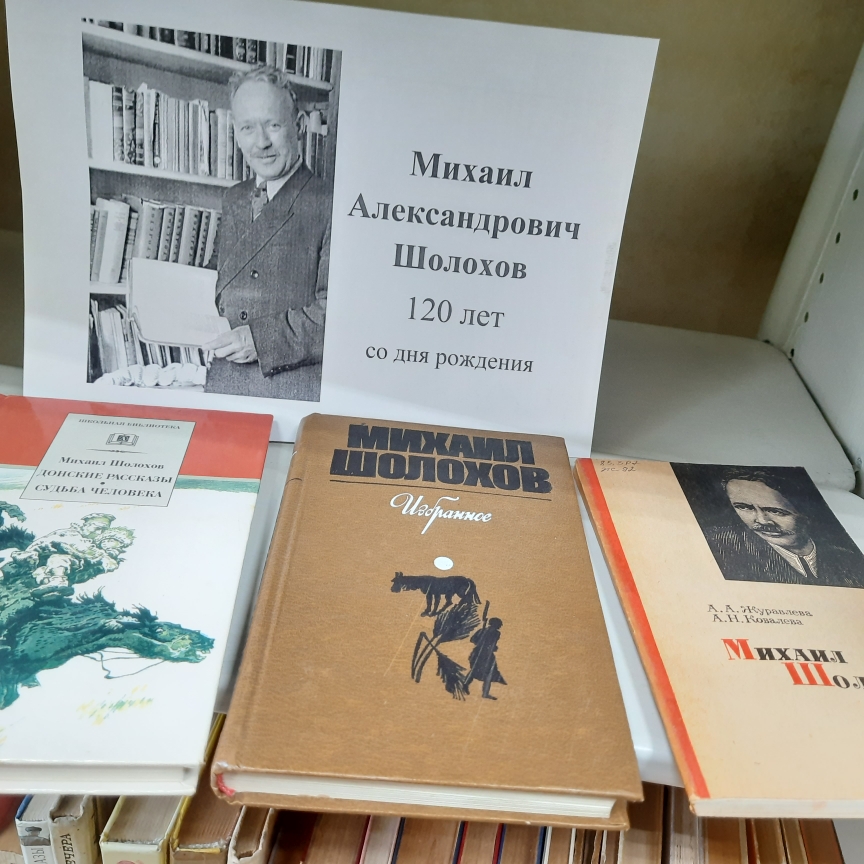 Михаил
Александрович
Шолохов
120 лет
со дня рождения
ШКОЛЬНАЯ БИБЛИОТЕКА
Михаил Шолохов
ДОНСКИЕ РАССКАЗЫ
СУДЬБА ЧЕЛОВЕКА
МИХАИЛ
ШОЛОХОВ
Избранное
А. А. Журавлева
А. Н. Ковалева
Михаил